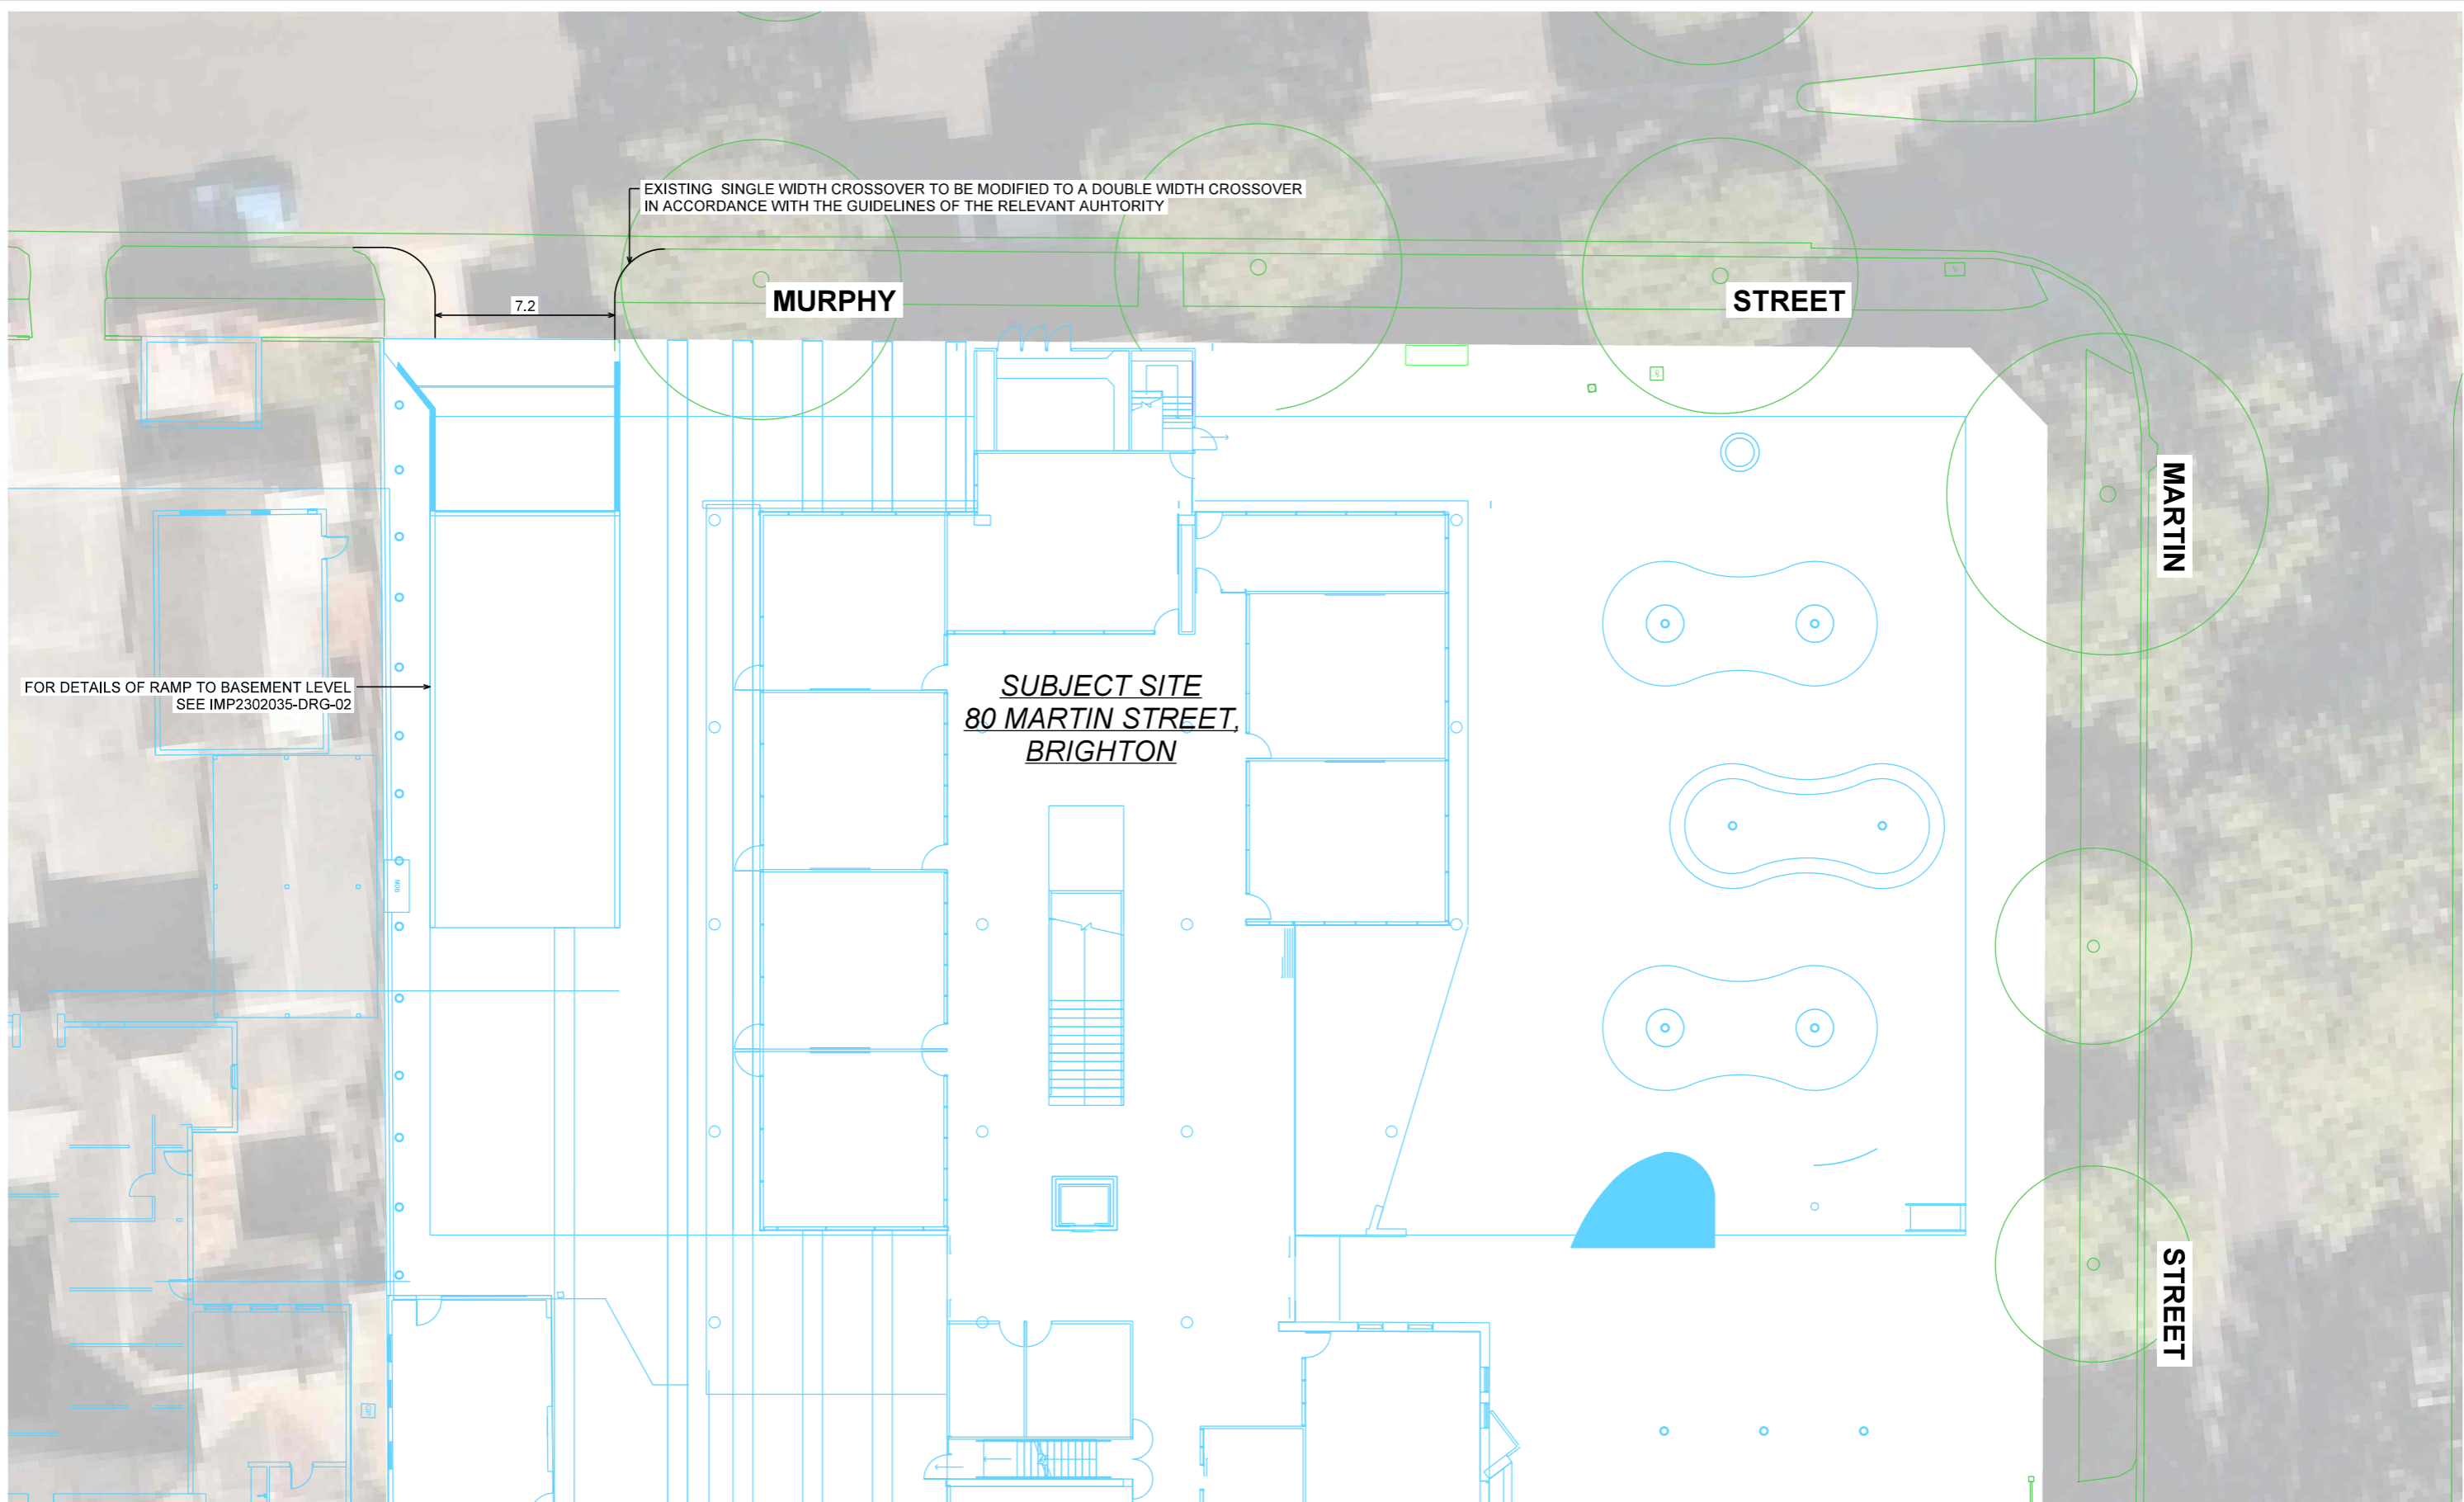 EXISTING SINGLE WIDTH CROSSOVER TO BE MODIFIED TO A DOUBLE WIDTH CROSSOVER
IN ACCORDANCE WITH THE GUIDELINES OF THE RELEVANT AUHTORITY
7.2
MURPHY
STREET
MARTIN
FOR DETAILS OF RAMP TO BASEMENT LEVEL
SEE IMP2302035-DRG-02
SUBJECT SITE
80 MARTIN STREET,
BRIGHTON
STREET